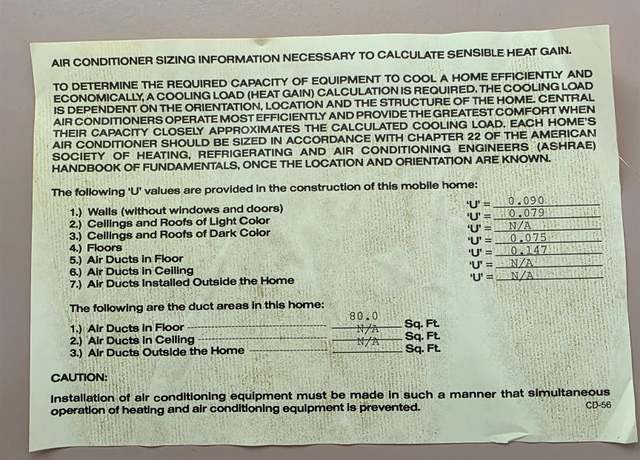 AIR CONDITIONER SIZING INFORMATION NECESSARY TO CALCULATE SENSIBLE HEAT GAIN.
TO DETERMINE THE REQUIRED CAPACITY OF EQUIPMENT TO COOL A HOME EFFICIENTLY AND
ECONOMICALLY, A COOLING LOAD (HEAT GAIN) CALCULATION IS REQUIRED. THE COOLING LOAD
IS DEPENDENT ON THE ORIENTATION, LOCATION AND THE STRUCTURE OF THE HOME. CENTRAL
AIR CONDITIONERS OPERATE MOST EFFICIENTLY AND PROVIDE THE GREATEST COMFORT WHEN
THEIR CAPACITY CLOSELY APPROXIMATES THE CALCULATED COOLING LOAD. EACH HOME'S
AIR CONDITIONER SHOULD BE SIZED IN ACCORDANCE WITH CHAPTER 22 OF THE AMERICAN
SOCIETY OF HEATING, REFRIGERATING AND AIR CONDITIONING ENGINEERS (ASHRAE)
HANDBOOK OF FUNDAMENTALS, ONCE THE LOCATION AND ORIENTATION ARE KNOWN.
The following 'U' values are provided in the construction of this mobile home:
1.) Walls (without windows and doors) 'U' = 0.090
2.) Ceilings and Roofs of Light Color 'U' = 0.079
3.) Ceilings and Roofs of Dark Color 'U' = N/A
4.) Floors 'U' = 0.075
5.) Air Ducts in Floor 'U' = 0.147
6.) Air Ducts in Ceiling 'U' = N/A
7.) Air Ducts Installed Outside the Home 'U' = N/A
The following are the duct areas in this home:
1.) Air Ducts in Floor 80.0 Sq. Ft.
2.) Air Ducts in Ceiling N/A Sq. Ft.
3.) Air Ducts Outside the Home N/A Sq. Ft.
CAUTION:
Installation of air conditioning equipment must be made in such a manner that simultaneous
operation of heating and air conditioning equipment is prevented.
CD-56